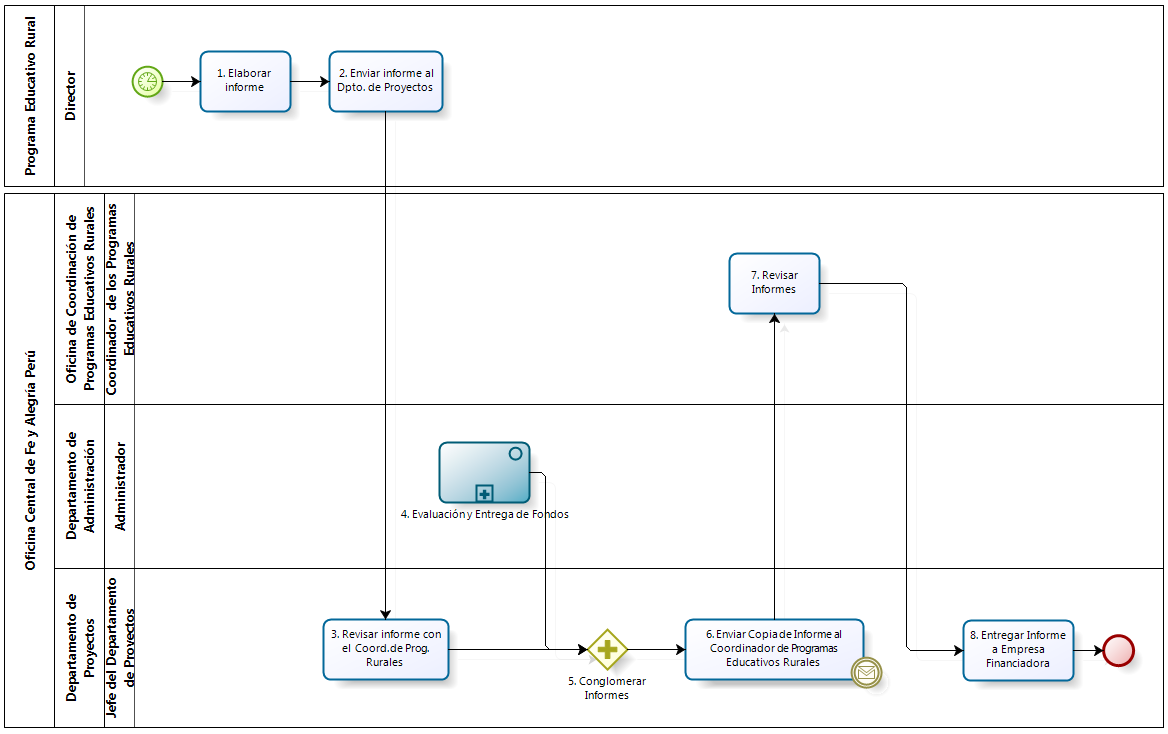 Programa Educativo Rural
Director
1. Elaborar
informe
2. Enviar informe al
Dpto. de Proyectos
Oficina Central de Fe y Alegría Perú
Oficina de Coordinación de
Programas Educativos Rurales
Coordinador de los Programas
Educativos Rurales
7. Revisar
Informes
Departamento de
Administración
Administrador
4. Evaluación y Entrega de Fondos
Departamento de
Proyectos
Jefe del Departamento
de Proyectos
3. Revisar informe con
el Coord.de Prog.
Rurales
5. Conglomerar
Informes
6. Enviar Copia de Informe al
Coordinador de Programas
Educativos Rurales
8. Entregar Informe
a Empresa
Financiadora